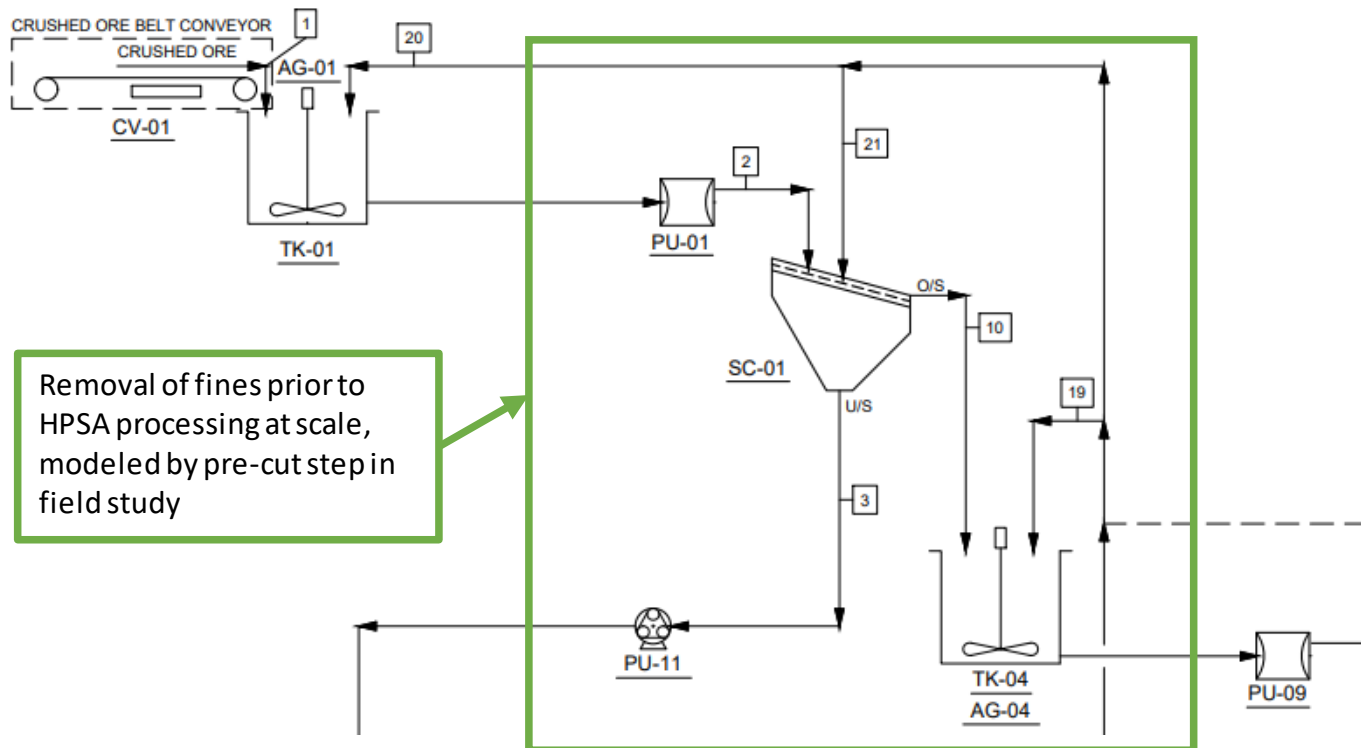 CRUSHED ORE BELT CONVEYOR
1
20
CRUSHED ORE
AG-01
CV-01
21
2
TK-01
PU-01
O/S
10
SC-01
U/S
19
Removal of fines prior to
HPSA processing at scale,
modeled by pre-cut step in
field study
3
PU-11
TK-04
AG-04
PU-09